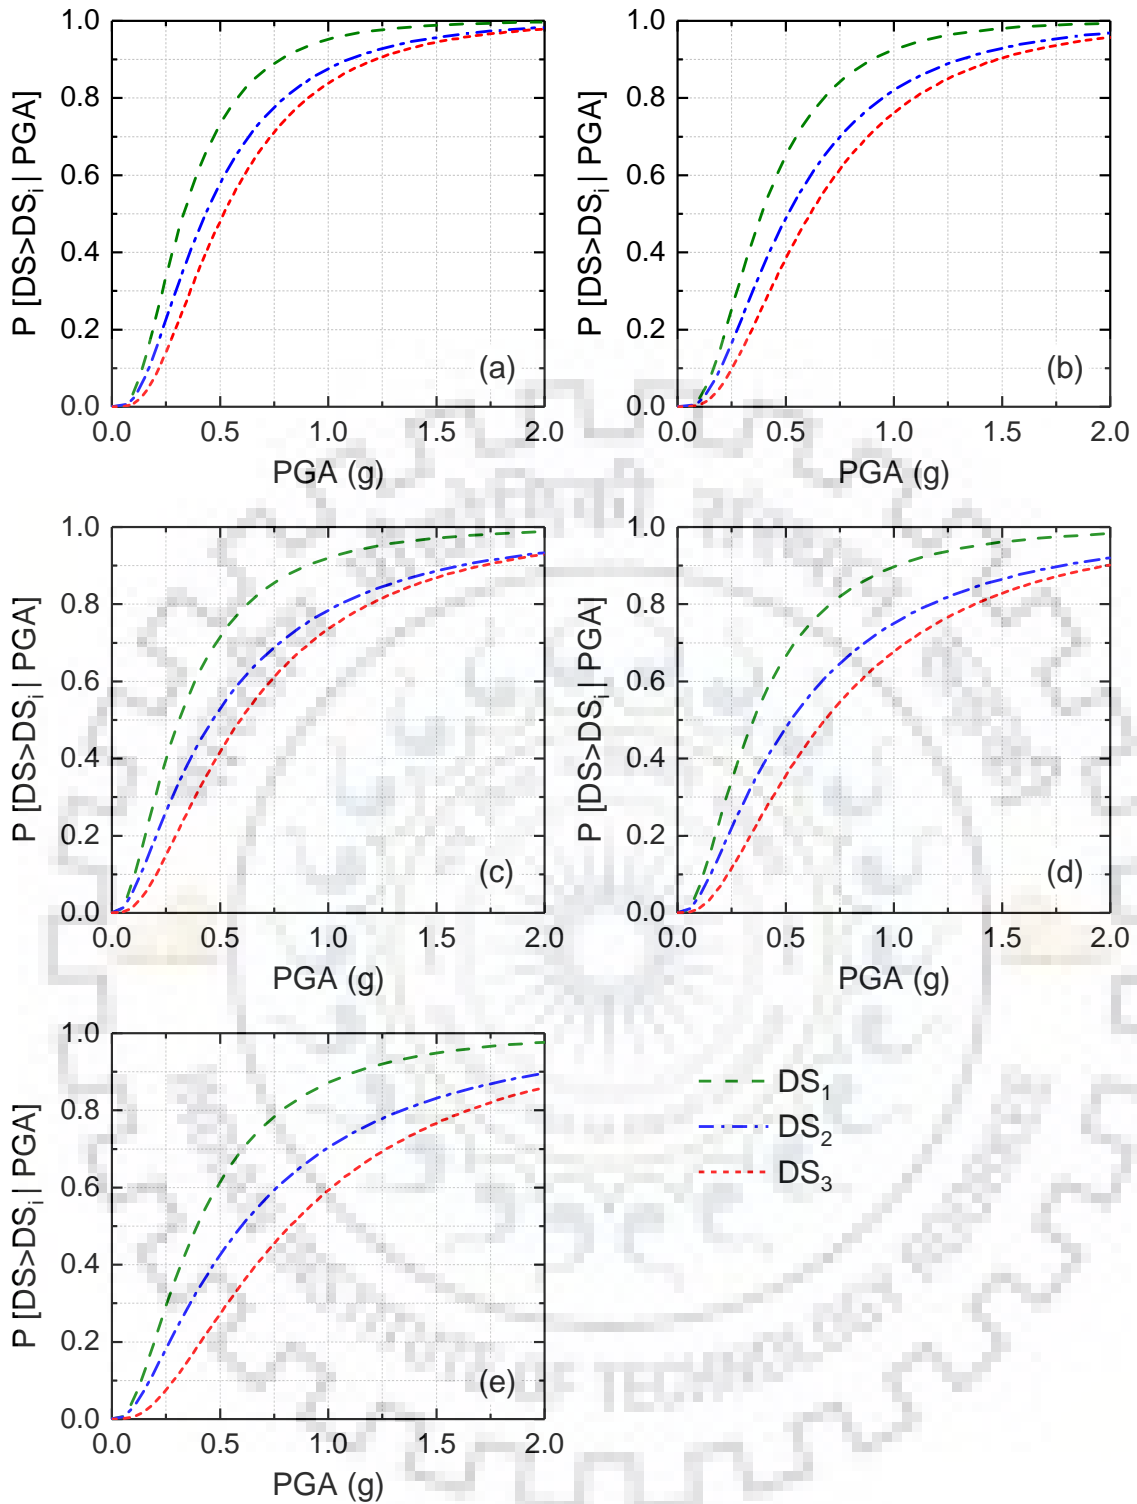 1.0 1.0
P [DS>DSᵢ | PGA] P [DS>DSᵢ | PGA]
0.8 0.8
0.6 0.6
0.4 0.4
0.2 0.2
(a) (b)
0.0 0.0
0.0 0.5 1.0 1.5 2.0 0.0 0.5 1.0 1.5 2.0
PGA (g) PGA (g)
1.0 1.0
P [DS>DSᵢ | PGA] P [DS>DSᵢ | PGA]
0.8 0.8
0.6 0.6
0.4 0.4
0.2 0.2
(c) (d)
0.0 0.0
0.0 0.5 1.0 1.5 2.0 0.0 0.5 1.0 1.5 2.0
PGA (g) PGA (g)
1.0
P [DS>DSᵢ | PGA]
0.8
0.6
0.4
0.2
(e)
0.0
0.0 0.5 1.0 1.5 2.0
PGA (g)
DS₁
DS₂
DS₃